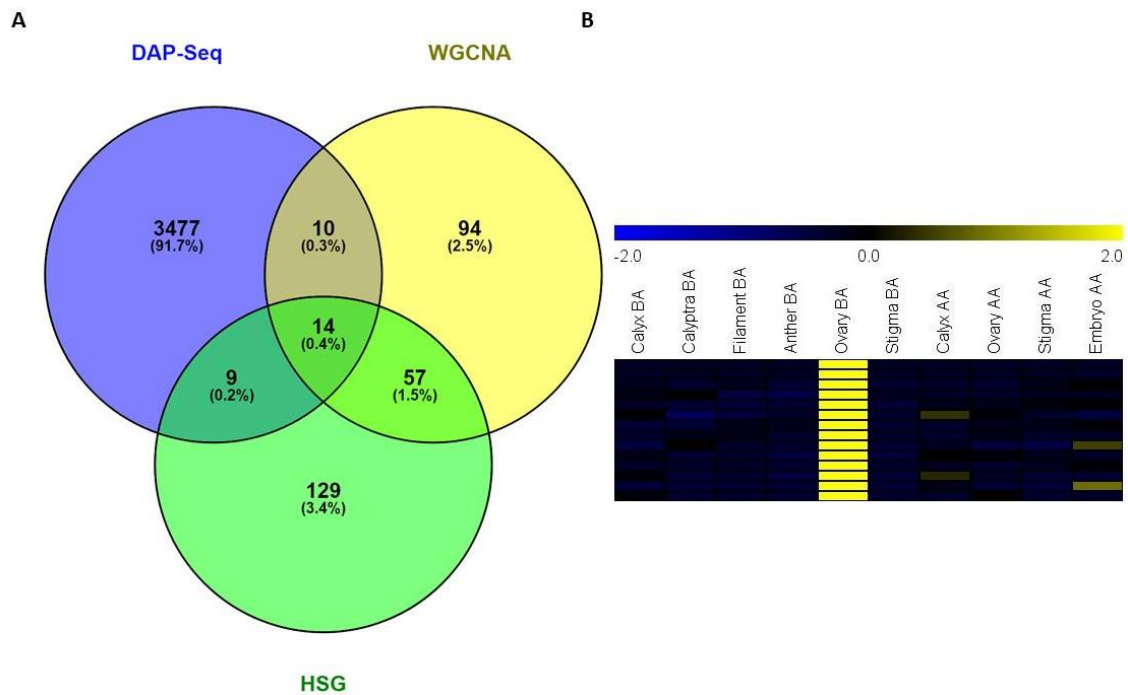 A
B
DAP-Seq
WGCNA
3477
(91.7%)
10
(0.3%)
94
(2.5%)
14
(0.4%)
9
(0.2%)
57
(1.5%)
129
(3.4%)
HSG
-2.0
0.0
2.0
Calyx BA
Calyptra BA
Filament BA
Anther BA
Ovary BA
Stigma BA
Calyx AA
Ovary AA
Stigma AA
Embryo AA